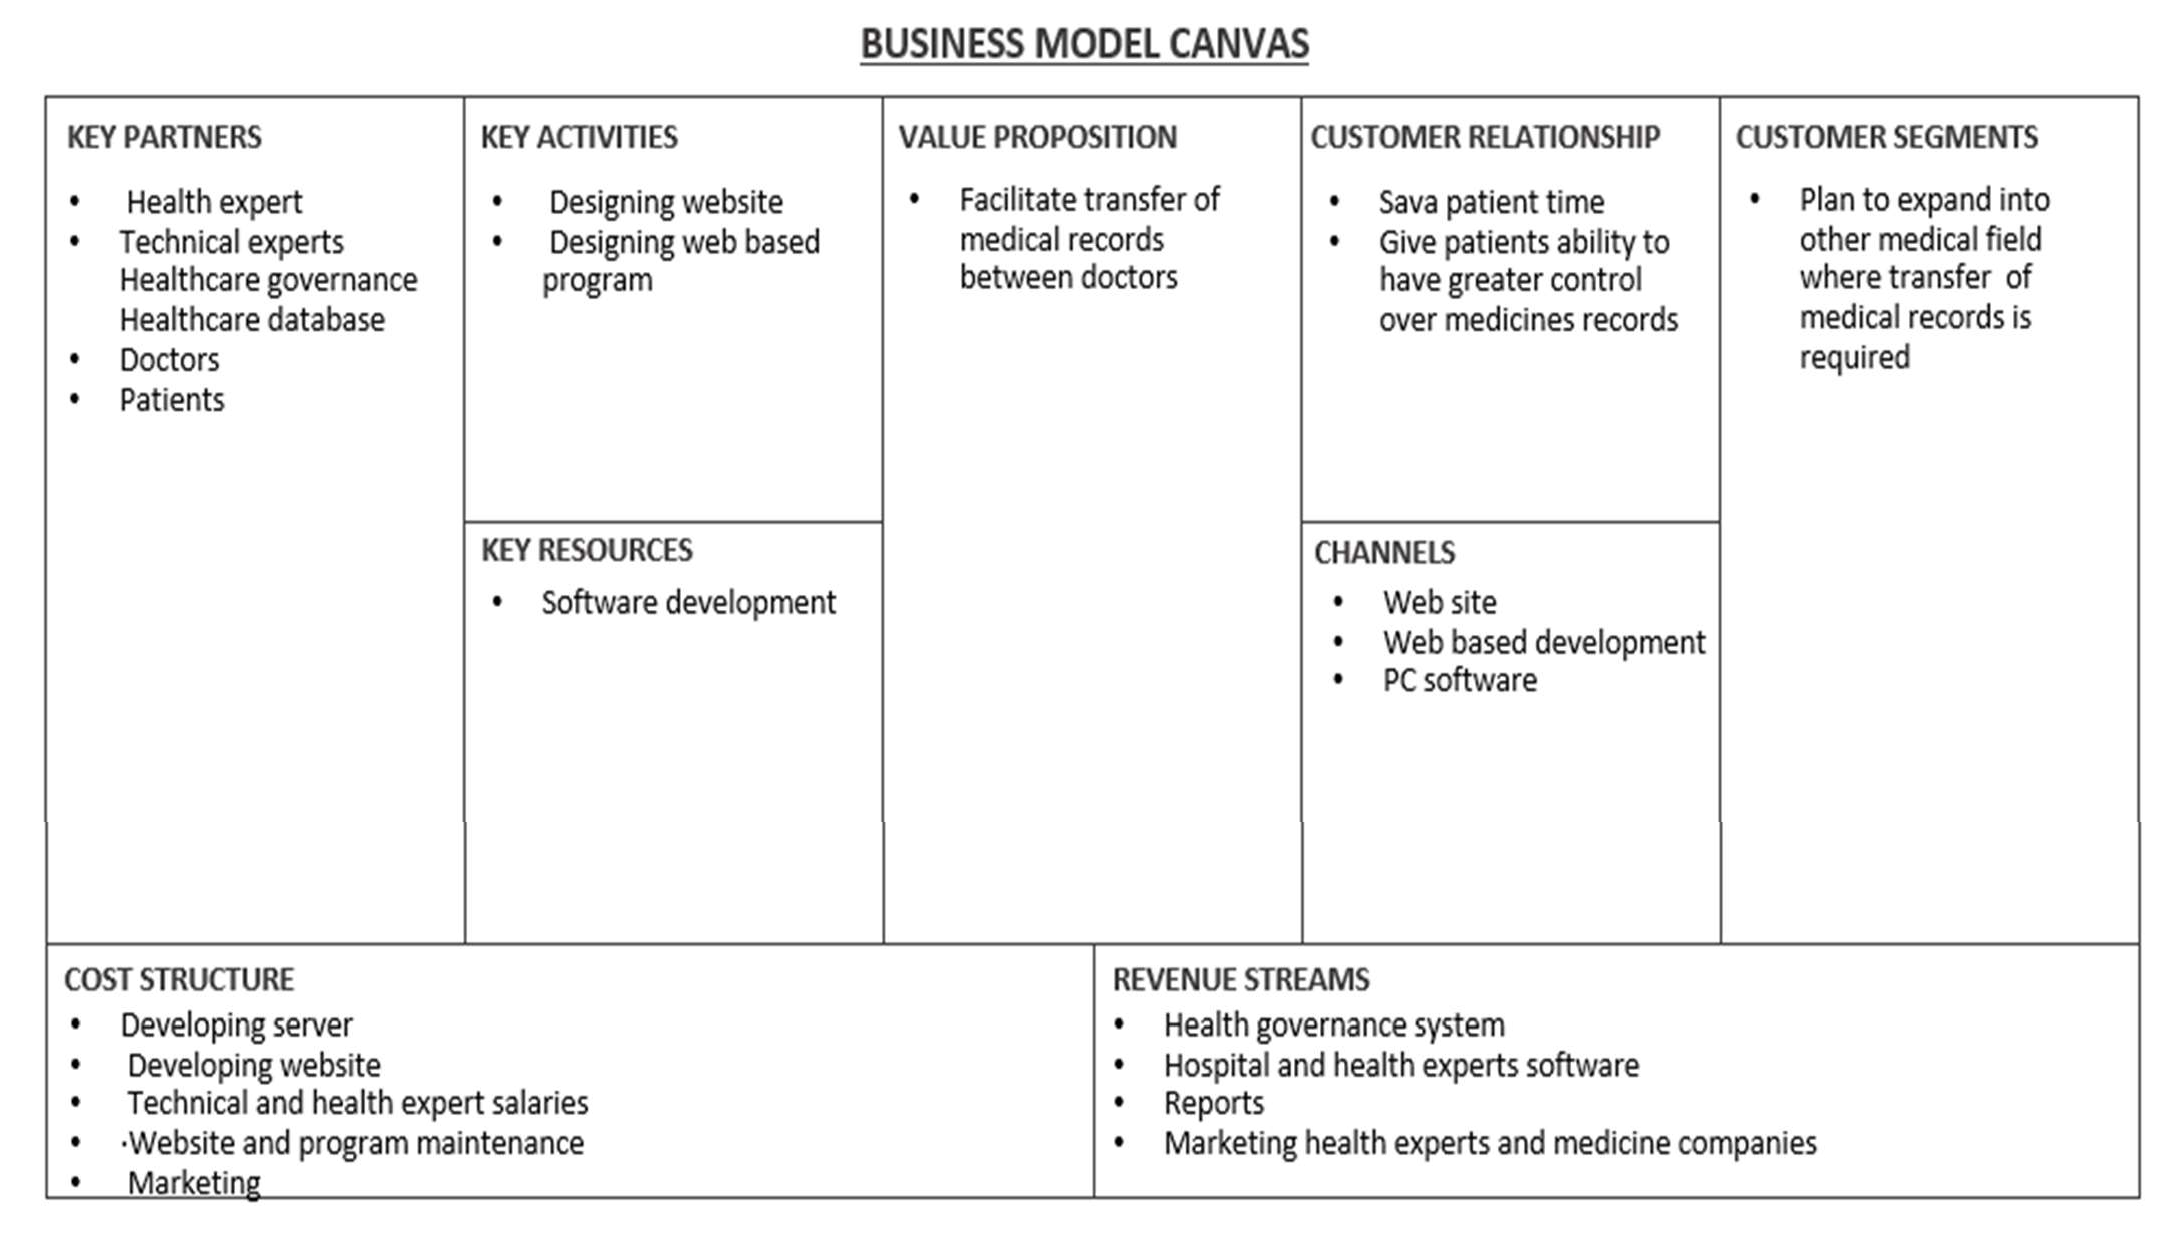 BUSINESS MODEL CANVAS
KEY PARTNERS
• Health expert
• Technical experts
Healthcare governance
Healthcare database
• Doctors
• Patients
KEY ACTIVITIES
• Designing website
• Designing web based
program
KEY RESOURCES
• Software development
VALUE PROPOSITION
• Facilitate transfer of
medical records
between doctors
CUSTOMER RELATIONSHIP
• Sava patient time
• Give patients ability to
have greater control
over medicines records
CHANNELS
• Web site
• Web based development
• PC software
CUSTOMER SEGMENTS
• Plan to expand into
other medical field
where transfer of
medical records is
required
COST STRUCTURE
• Developing server
• Developing website
• Technical and health expert salaries
• ·Website and program maintenance
• Marketing
REVENUE STREAMS
• Health governance system
• Hospital and health experts software
• Reports
• Marketing health experts and medicine companies